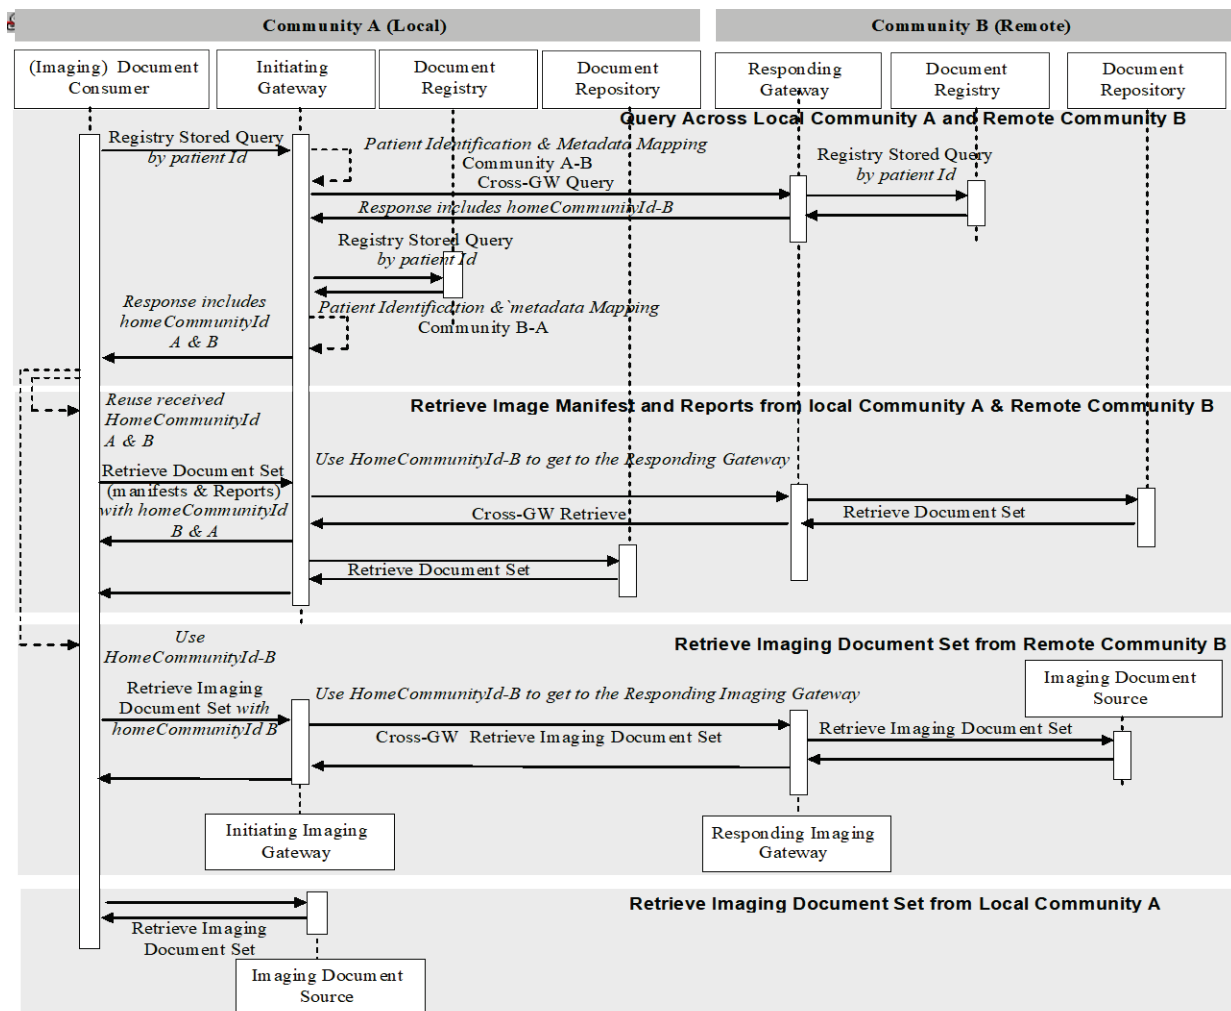 Community A (Local)
Community B (Remote)
(Imaging) Document
Consumer
Initiating
Gateway
Document
Registry
Document
Repository
Responding
Gateway
Document
Registry
Document
Repository
Query Across Local Community A and Remote Community B
Registry Stored Query
by patient Id
Patient Identification & Metadata Mapping
Community A-B
Cross-GW Query
Registry Stored Query
by patient Id
Response includes homeCommunityId-B
Registry Stored Query
by patient Id
Response includes
homeCommunityId
A & B
Patient Identification &`metadata Mapping
Community B-A
Reuse received
HomeCommunityId
A & B
Retrieve Image Manifest and Reports from local Community A & Remote Community B
Retrieve Document Set
(manifests & Reports)
with homeCommunityId
B & A
Use HomeCommunityId-B to get to the Responding Gateway
Cross-GW Retrieve
Retrieve Document Set
Retrieve Document Set
Use
HomeCommunityId-B
Retrieve Imaging Document Set from Remote Community B
Imaging Document
Source
Retrieve Imaging
Document Set with
homeCommunityId B
Use HomeCommunityId-B to get to the Responding Imaging Gateway
Cross-GW Retrieve Imaging Document Set
Retrieve Imaging Document Set
Initiating Imaging
Gateway
Responding Imaging
Gateway
Retrieve Imaging Document Set from Local Community A
Retrieve Imaging
Document Set
Imaging Document
Source